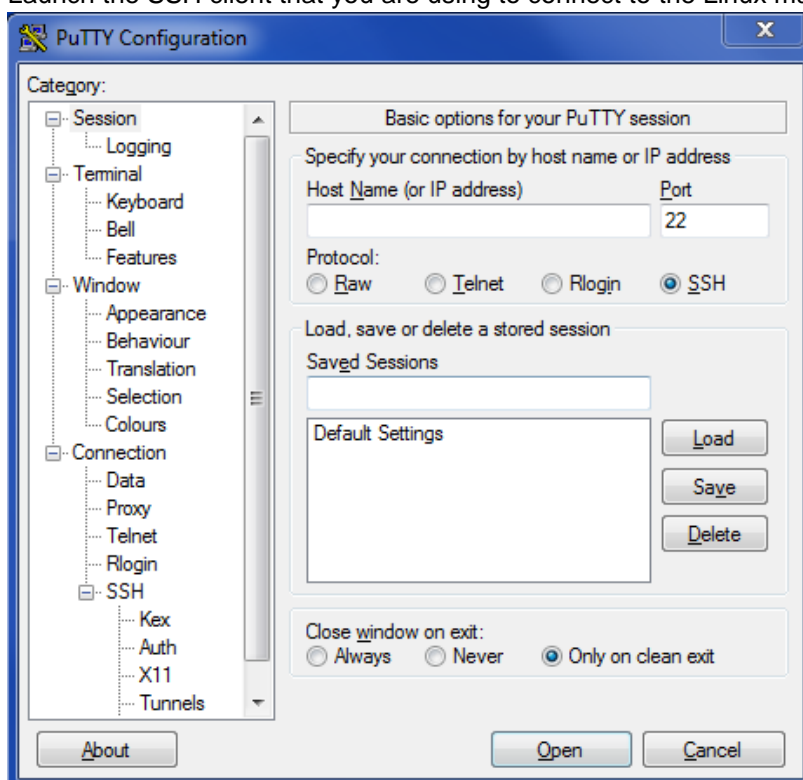 Launch the SSH client that you are using to connect to the Linux
PuTTY Configuration
Category:
Session
Logging
Terminal
Keyboard
Bell
Features
Window
Appearance
Behaviour
Translation
Selection
Colours
Connection
Data
Proxy
Telnet
Rlogin
SSH
Kex
Auth
X11
Tunnels
Basic options for your PuTTY session
Specify your connection by host name or IP address
Host Name (or IP address) Port
22
Protocol:
Raw Telnet Rlogin SSH
Load, save or delete a stored session
Saved Sessions
Default Settings
Load
Save
Delete
Close window on exit:
Always Never Only on clean exit
About Open Cancel